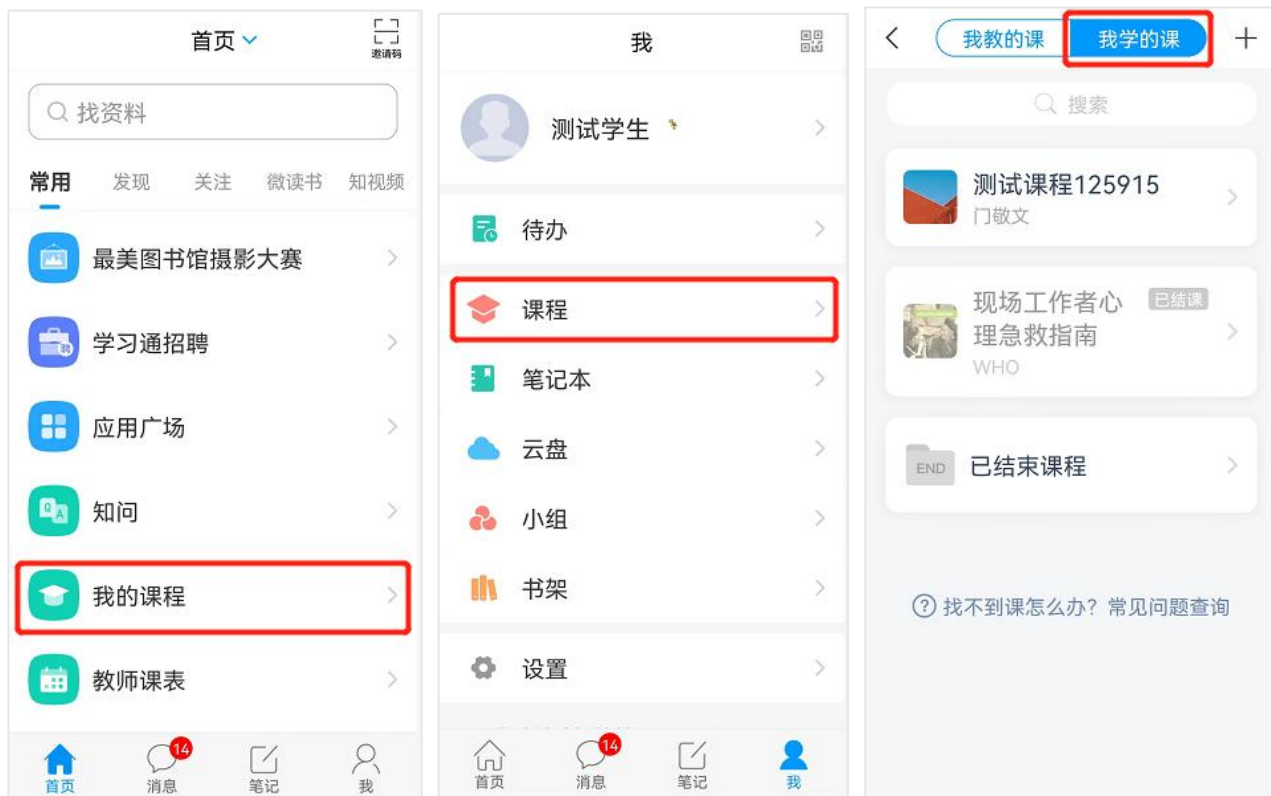 首页
邀请码
找资料
常用 发现 关注 微读书 知视频
最美图书馆摄影大赛
学习通招聘
应用广场
知问
我的课程
教师课表
14
首页 消息 笔记 我
我
测试学生
待办
课程
笔记本
云盘
小组
书架
设置
14
首页 消息 笔记 我
我教的课 我学的课
搜索
测试课程125915
门敬文
现场工作者心 已结课
理急救指南
WHO
END 已结束课程
找不到课怎么办？常见问题查询